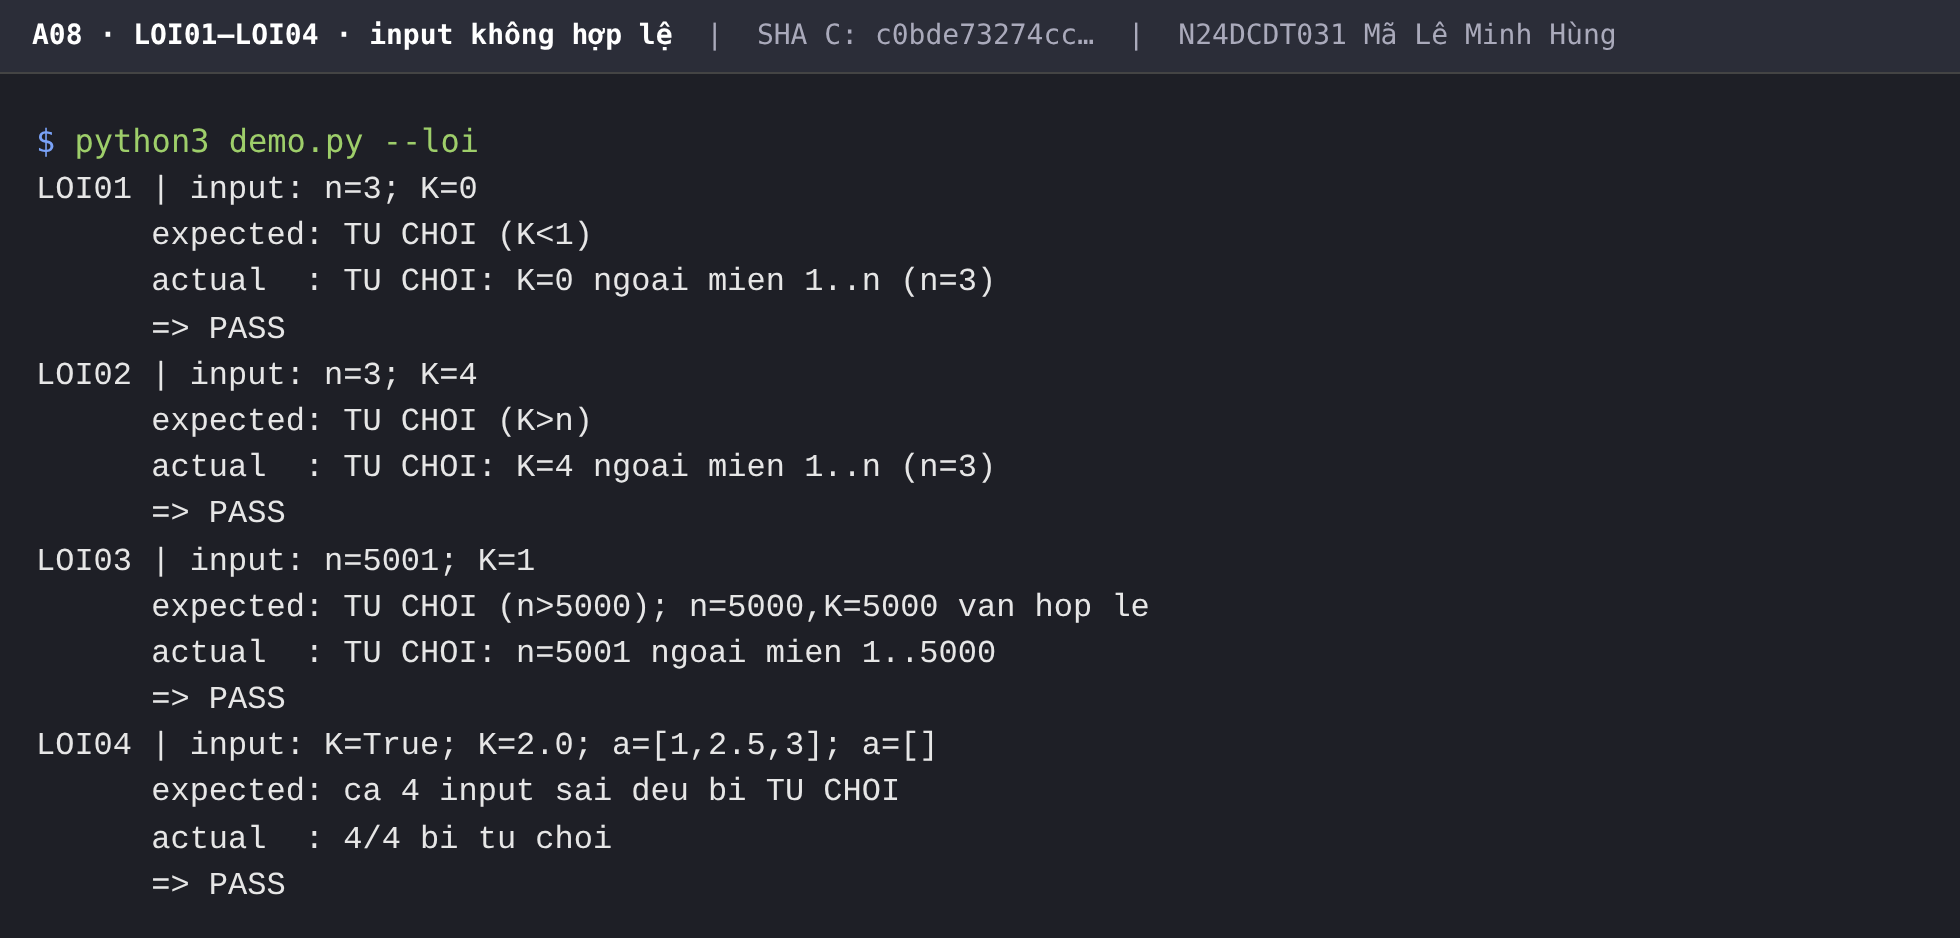 A08 · LOI01–LOI04 · input không hợp lệ | SHA C: c0bde73274cc… | N24DCDT031 Mã Lê Minh Hùng
$ python3 demo.py --loi
LOI01 | input: n=3; K=0
expected: TU CHOI (K<1)
actual  : TU CHOI: K=0 ngoai mien 1..n (n=3)
=> PASS
LOI02 | input: n=3; K=4
expected: TU CHOI (K>n)
actual  : TU CHOI: K=4 ngoai mien 1..n (n=3)
=> PASS
LOI03 | input: n=5001; K=1
expected: TU CHOI (n>5000); n=5000,K=5000 van hop le
actual  : TU CHOI: n=5001 ngoai mien 1..5000
=> PASS
LOI04 | input: K=True; K=2.0; a=[1,2.5,3]; a=[]
expected: ca 4 input sai deu bi TU CHOI
actual  : 4/4 bi tu choi
=> PASS